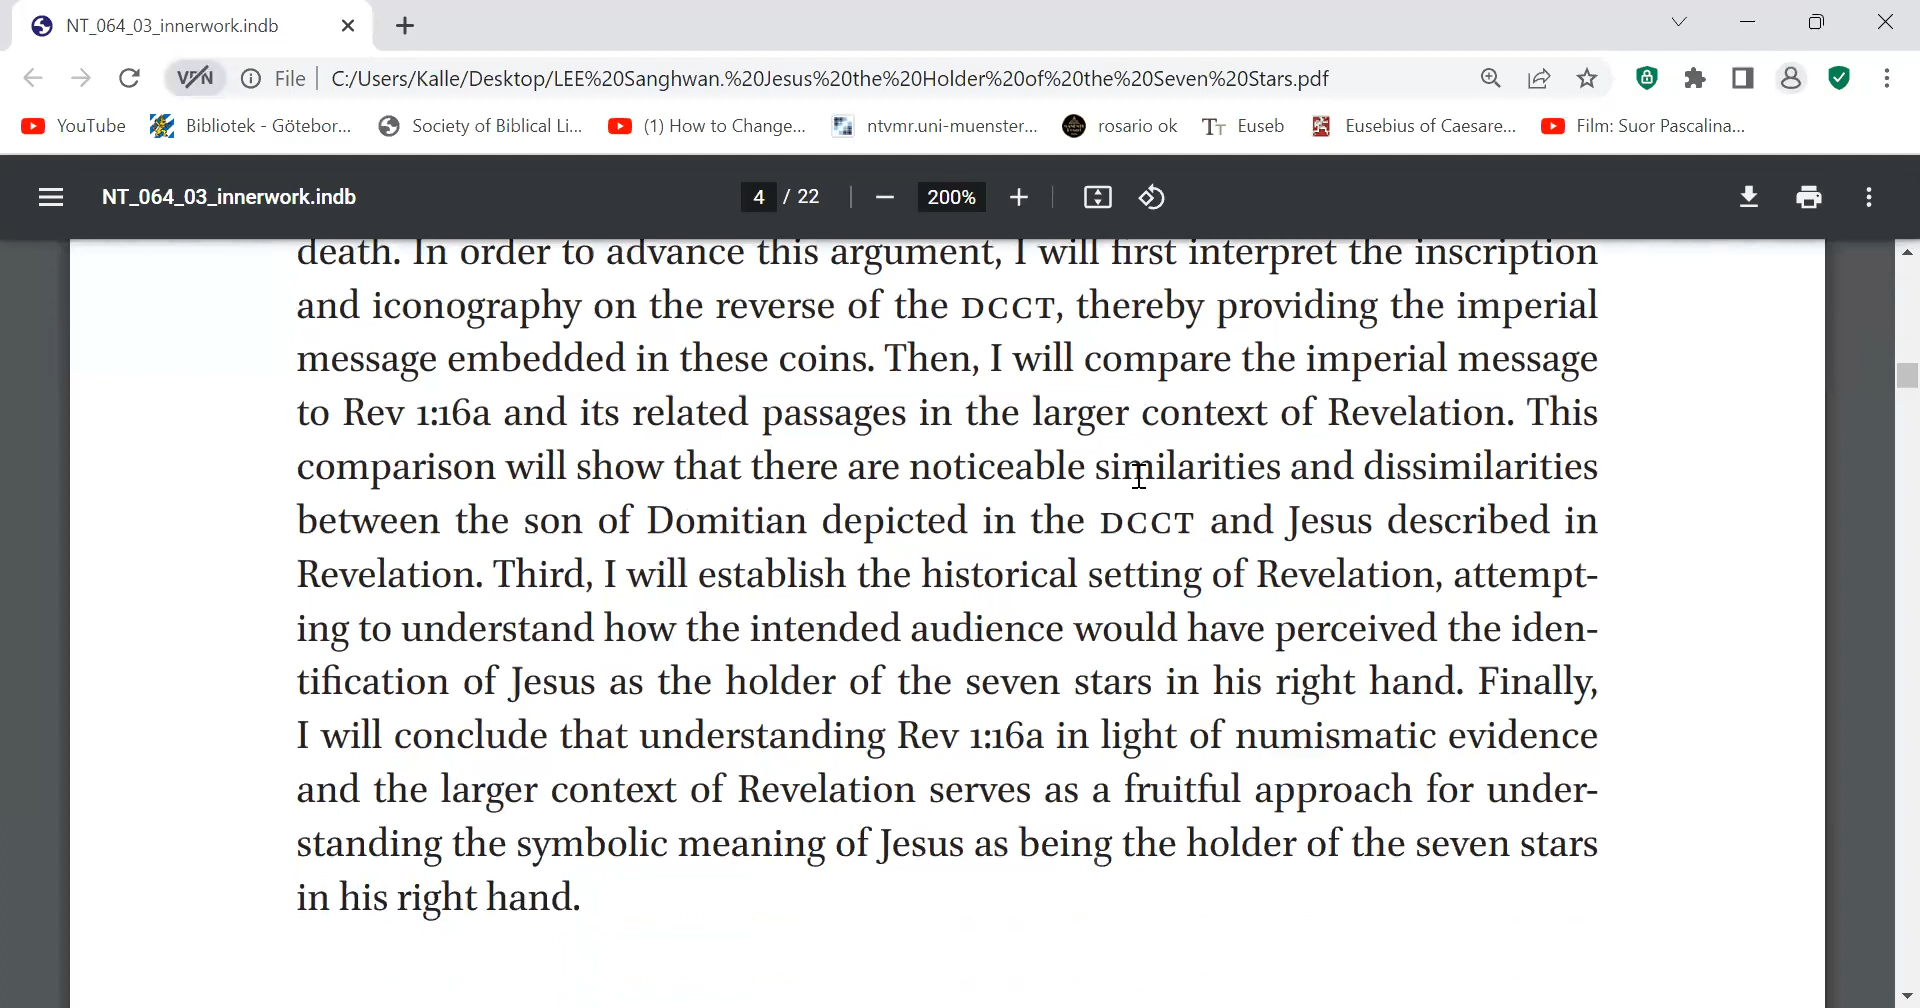 NT_064_03_innerwork.indb
VPN File C:/Users/Kalle/Desktop/LEE%20Sanghwan.%20Jesus%20the%20Holder%20of%20the%20Seven%20Stars.pdf
YouTube Bibliotek - Götebor... Society of Biblical Li... (1) How to Change... ntvmr.uni-muenster... rosario ok Euseb Eusebius of Caesare... Film: Suor Pascalina...
NT_064_03_innerwork.indb 4 / 22 200%
death. In order to advance this argument, I will first interpret the inscription
and iconography on the reverse of the DCCT, thereby providing the imperial
message embedded in these coins. Then, I will compare the imperial message
to Rev 1:16a and its related passages in the larger context of Revelation. This
comparison will show that there are noticeable similarities and dissimilarities
between the son of Domitian depicted in the DCCT and Jesus described in
Revelation. Third, I will establish the historical setting of Revelation, attempt-
ing to understand how the intended audience would have perceived the iden-
tification of Jesus as the holder of the seven stars in his right hand. Finally,
I will conclude that understanding Rev 1:16a in light of numismatic evidence
and the larger context of Revelation serves as a fruitful approach for under-
standing the symbolic meaning of Jesus as being the holder of the seven stars
in his right hand.